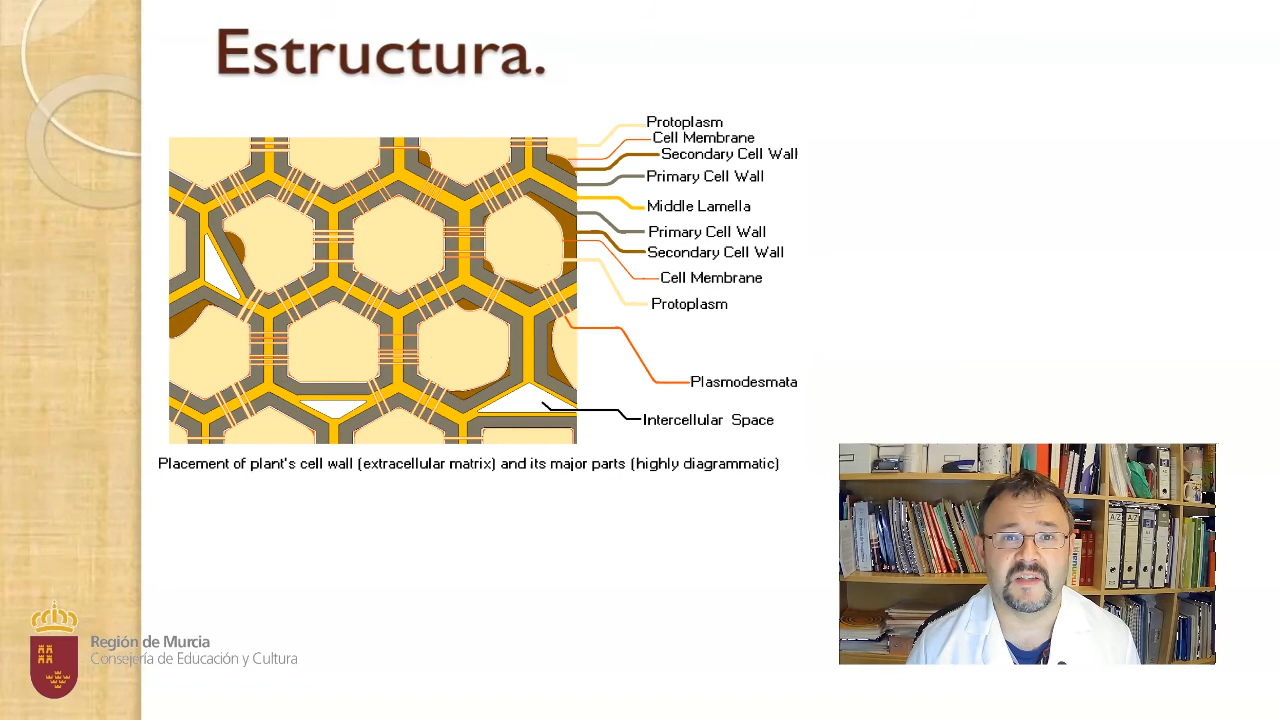 Estructura.
Protoplasm
Cell Membrane
Secondary Cell Wall
Primary Cell Wall
Middle Lamella
Primary Cell Wall
Secondary Cell Wall
Cell Membrane
Protoplasm
Plasmodesmata
Intercellular Space
Placement of plant's cell wall (extracellular matrix) and its major parts (highly diagrammatic)
Región de Murcia
Consejería de Educación y Cultura
A/Z
A/Z
manual